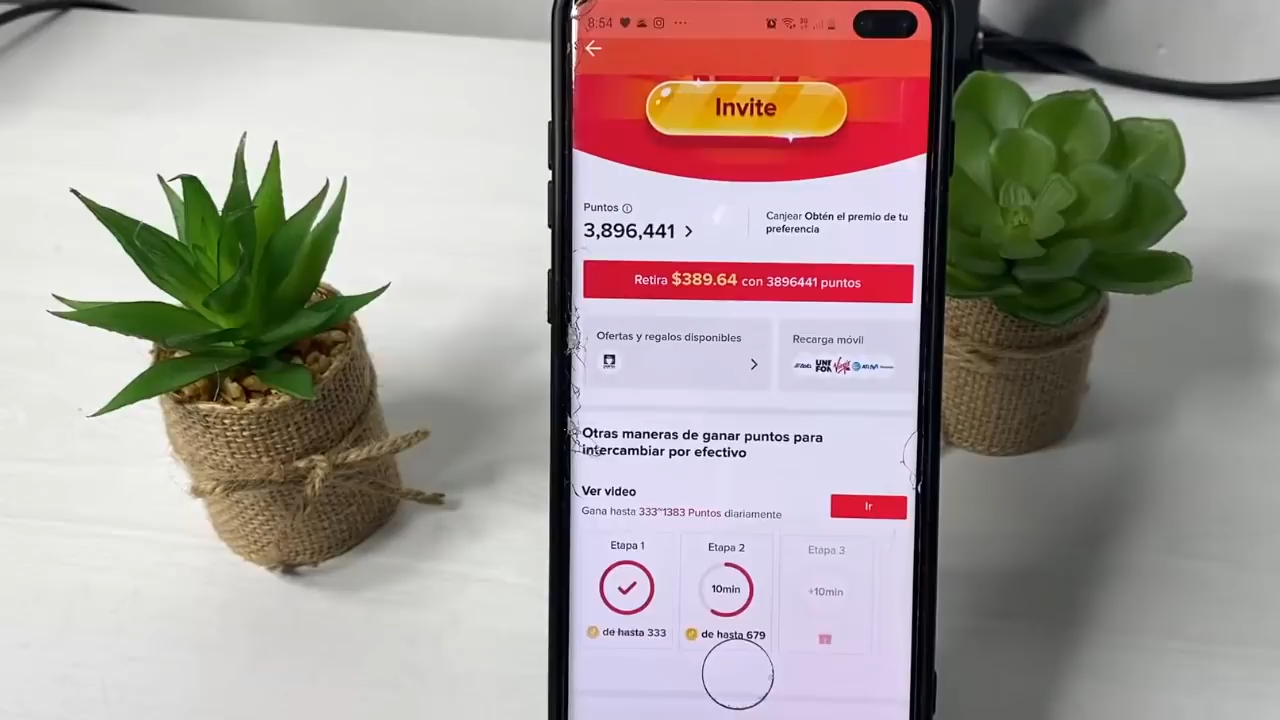 8:54
Invite
Puntos
3,896,441
Canjear Obtén el premio de tu
preferencia
Retira $389.64 con 3896441 puntos
Ofertas y regalos disponibles
Recarga móvil
UNE
FON
AT&T
Otras maneras de ganar puntos para
intercambiar por efectivo
Ver video
Gana hasta 333~1383 Puntos diariamente
Ir
Etapa 1
Etapa 2
Etapa 3
10min
+10min
de hasta 333
de hasta 679